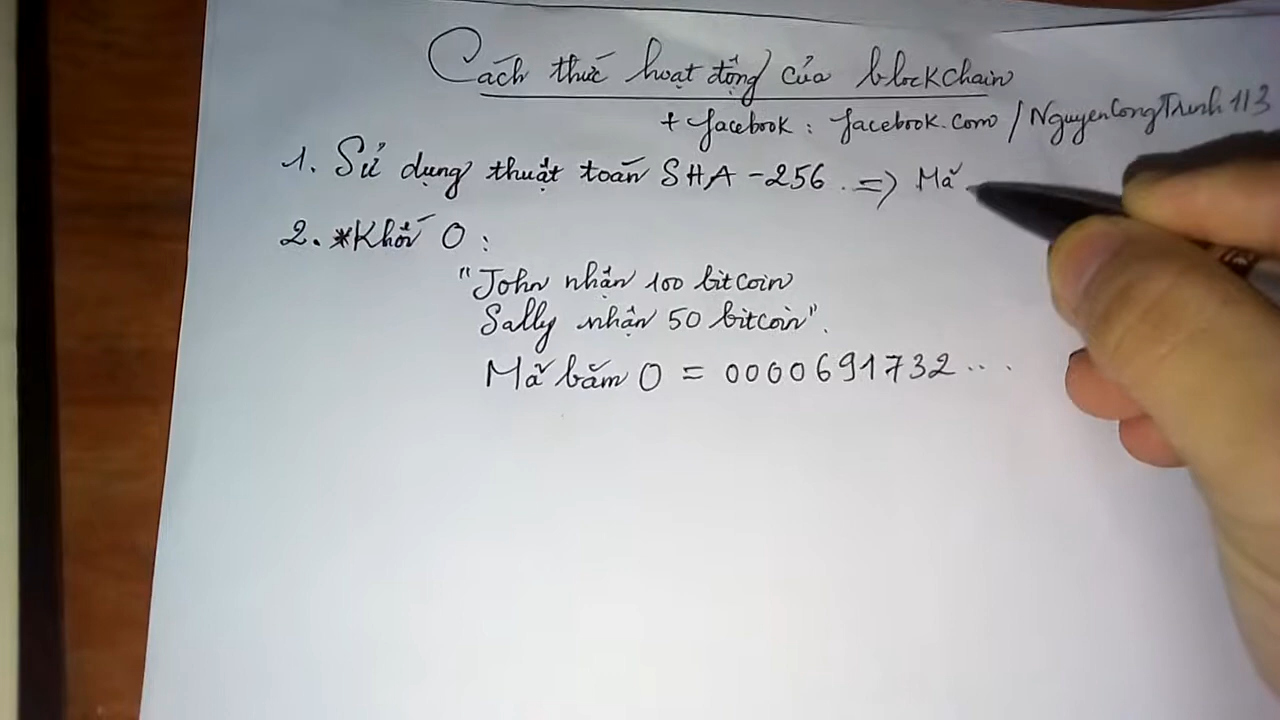 Cách thức hoạt động của blockchain
+ facebook : facebook.com/NguyenCongTrinh113
1. Sử dụng thuật toán SHA-256. => Mã
2. *Khối 0 :
"John nhận 100 bitcoin
Sally nhận 50 bitcoin".
Mã băm 0 = 0000691732...